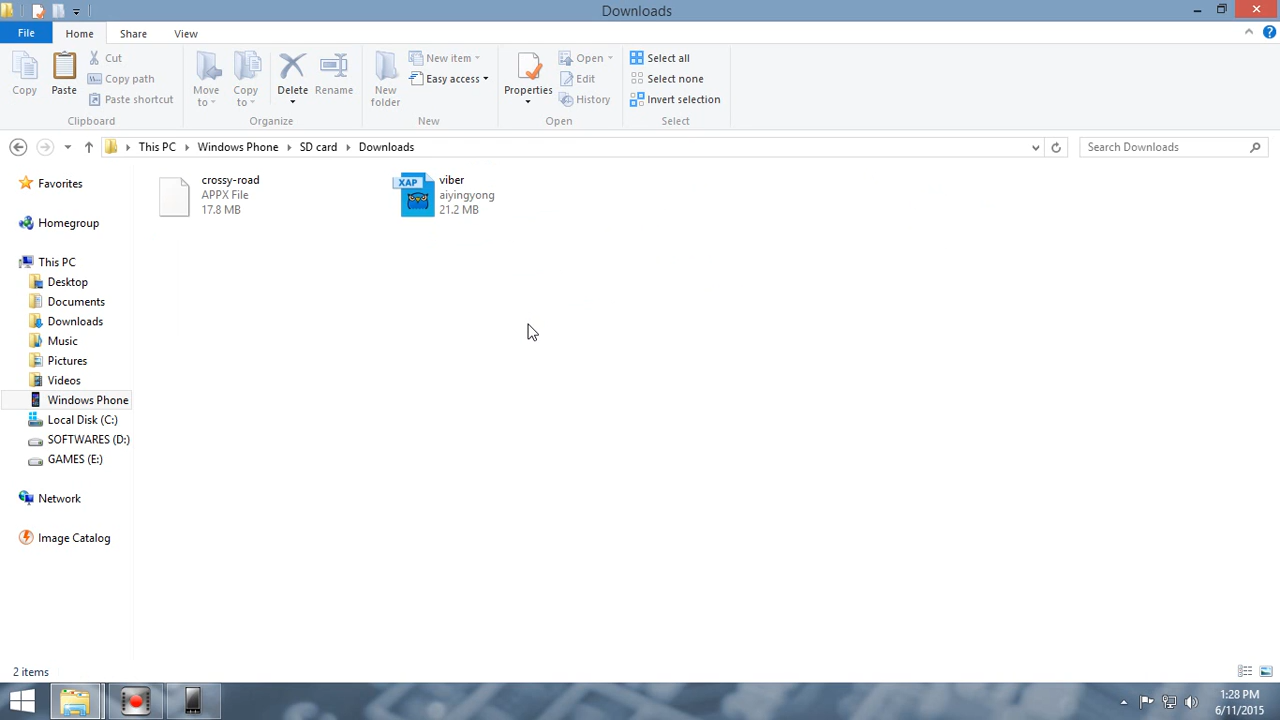 Downloads
File
Home
Share
View
Copy
Paste
Cut
Copy path
Paste shortcut
Clipboard
Move to
Copy to
Delete
Rename
Organize
New folder
New item
Easy access
New
Properties
Open
Edit
History
Open
Select all
Select none
Invert selection
Select
This PC
Windows Phone
SD card
Downloads
Search Downloads
Favorites
Homegroup
This PC
Desktop
Documents
Downloads
Music
Pictures
Videos
Windows Phone
Local Disk (C:)
SOFTWARES (D:)
GAMES (E:)
Network
Image Catalog
crossy-road
APPX File
17.8 MB
XAP
viber
aiyingyong
21.2 MB
2 items
1:28 PM
6/11/2015